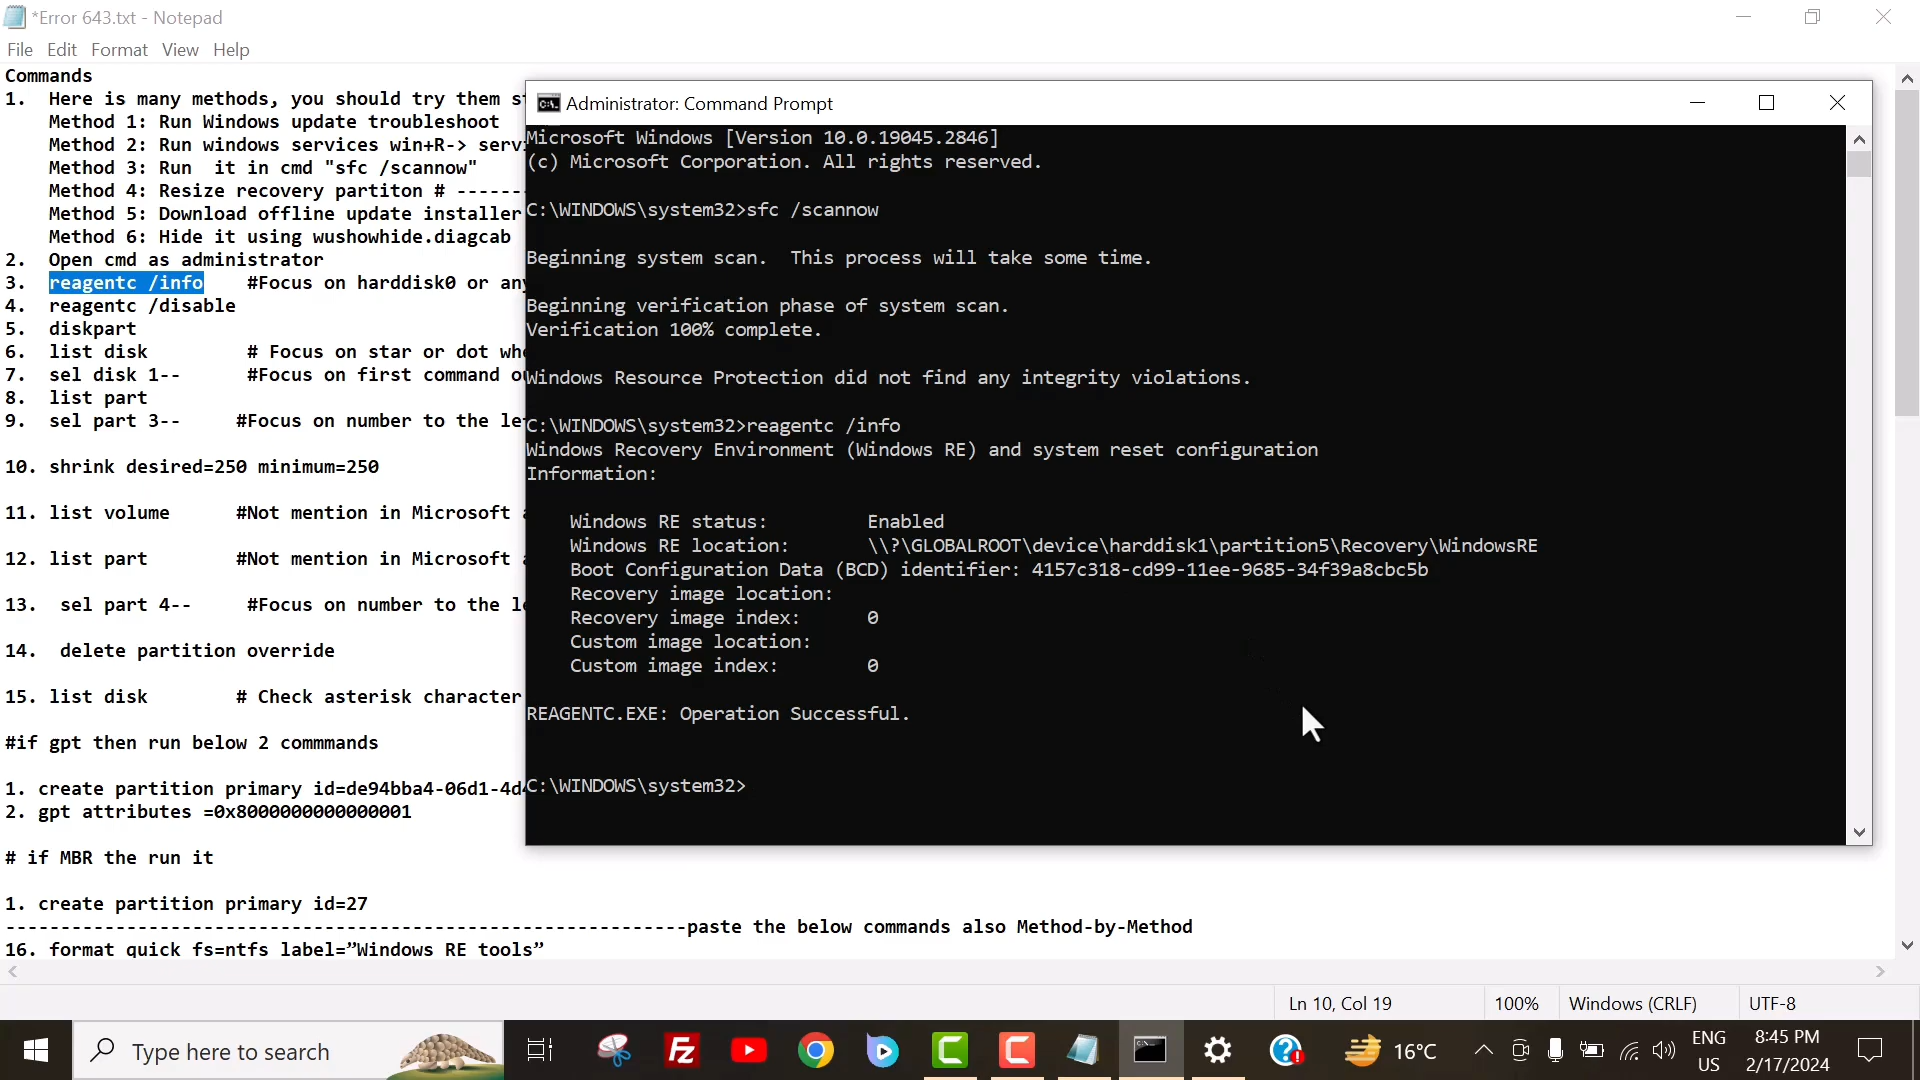 *Error 643.txt - Notepad
File Edit Format View Help
Commands
1. Here is many methods, you should try them
Method 1: Run Windows update troubleshoot
Method 2: Run windows services win+R->
Method 3: Run it in cmd "sfc /scannow"
Method 4: Resize recovery partiton # ------
Method 5: Download offline update installer
Method 6: Hide it using wushowhide.diagcab
2. Open cmd as administrator
3. reagentc /info #Focus on harddisk0 or
4. reagentc /disable
5. diskpart
6. list disk # Focus on star or dot
7. sel disk 1-- #Focus on first command
8. list part
9. sel part 3-- #Focus on number to the
10. shrink desired=250 minimum=250
11. list volume #Not mention in Microsoft
12. list part #Not mention in Microsoft
13. sel part 4-- #Focus on number to the
14. delete partition override
15. list disk # Check asterisk character
#if gpt then run below 2 commmands
1. create partition primary id=de94bba4-06d1-4d4
2. gpt attributes =0x8000000000000001
# if MBR the run it
1. create partition primary id=27
--------------------------------------------------------------paste the below commands also Method-by-Method
16. format quick fs=ntfs label=”Windows RE tools”
Ln 10, Col 19 100% Windows (CRLF) UTF-8
Administrator: Command Prompt
Microsoft Windows [Version 10.0.19045.2846]
(c) Microsoft Corporation. All rights reserved.
C:\WINDOWS\system32>sfc /scannow
Beginning system scan. This process will take some time.
Beginning verification phase of system scan.
Verification 100% complete.
Windows Resource Protection did not find any integrity violations.
C:\WINDOWS\system32>reagentc /info
Windows Recovery Environment (Windows RE) and system reset configuration
Information:
Windows RE status: Enabled
Windows RE location: \\?\GLOBALROOT\device\harddisk1\partition5\Recovery\WindowsRE
Boot Configuration Data (BCD) identifier: 4157c318-cd99-11ee-9685-34f39a8cbc5b
Recovery image location:
Recovery image index: 0
Custom image location:
Custom image index: 0
REAGENTC.EXE: Operation Successful.
C:\WINDOWS\system32>
Type here to search
16°C
ENG
US
8:45 PM
2/17/2024